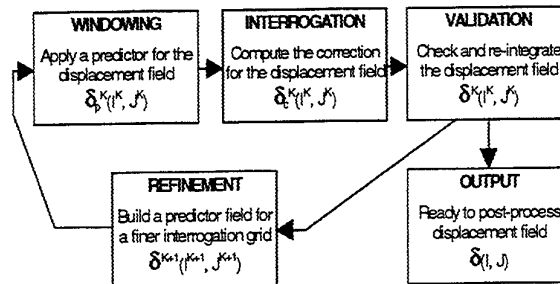 WINDOWING
Apply a predictor for the
displacement field
δₚᴷ(Iᴷ, Jᴷ)
INTERROGATION
Compute the correction
for the displacement field
δ꜀ᴷ(Iᴷ, Jᴷ)
VALIDATION
Check and re-integrate
the displacement field
δᴷ(Iᴷ, Jᴷ)
REFINEMENT
Build a predictor field for
a finer interrogation grid
δᴷ⁺¹(Iᴷ⁺¹, Jᴷ⁺¹)
OUTPUT
Ready to post-process
displacement field
δ(I, J)